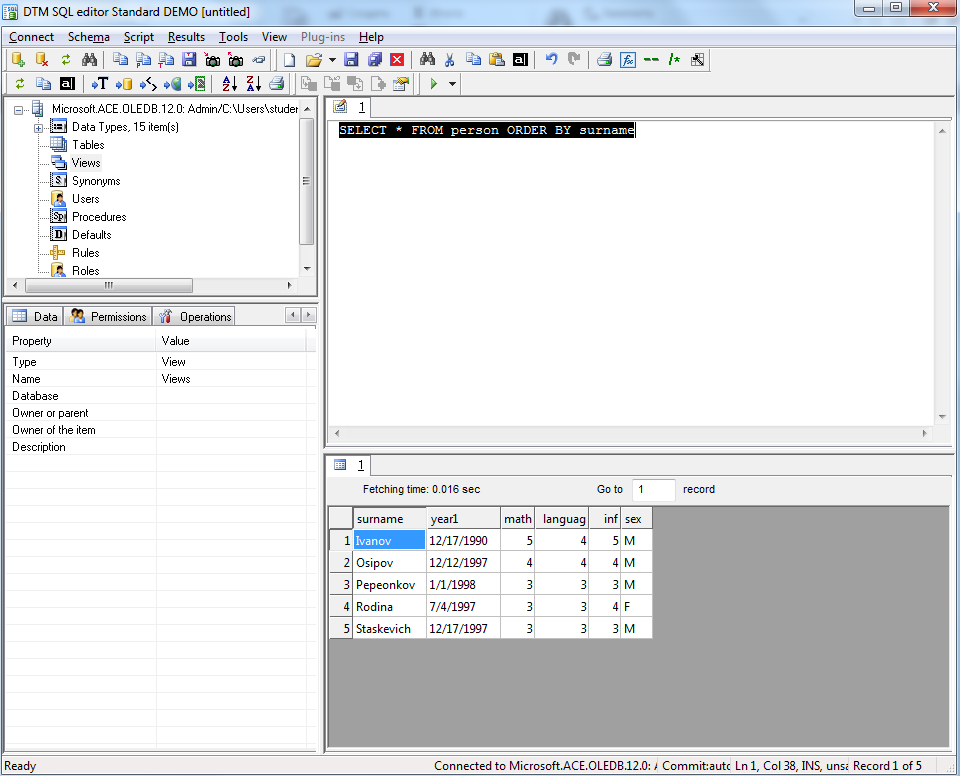 DTM SQL editor Standard DEMO [untitled]
Connect Schema Script Results Tools View Plug-ins Help
Microsoft.ACE.OLEDB.12.0: Admin/C:\Users\studer
Data Types, 15 item(s)
Tables
Views
Synonyms
Users
Procedures
Defaults
Rules
Roles
Data Permissions Operations
Property Value
Type View
Name Views
Database
Owner or parent
Owner of the item
Description
1
SELECT * FROM person ORDER BY surname
1
Fetching time: 0.016 sec Go to 1 record
surname year1 math languag inf sex
1 Ivanov 12/17/1990 5 4 5 M
2 Osipov 12/12/1997 4 4 4 M
3 Pepeonkov 1/1/1998 3 3 3 M
4 Rodina 7/4/1997 3 3 4 F
5 Staskevich 12/17/1997 3 3 3 M
Ready Connected to Microsoft.ACE.OLEDB.12.0: Commit:auto Ln 1, Col 38, INS, unsa Record 1 of 5